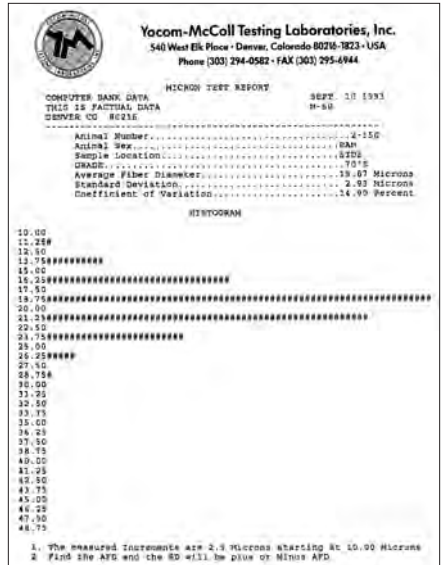 TM
Yocom-McColl Testing Laboratories, Inc.
540 West Elk Place • Denver, Colorado 80216-1823 • USA
Phone (303) 294-0582 • FAX (303) 295-6944
MICRON TEST REPORT
COMPUTER BANK DATA SEPT. 10 1993
THIS IS FACTUAL DATA M-60
DENVER CO 80216
Animal Number...2-150
Animal Sex...RAM
Sample Location...SIDE
GRADE...70'S
Average Fiber Diameter...19.67 Microns
Standard Deviation...2.93 Microns
Coefficient of Variation...14.90 Percent
HISTOGRAM
10.00
11.25#
12.50
13.75##########
15.00
16.25################################
17.50
18.75####################################################################
20.00
21.25########################################################
22.50
23.75########################
25.00
26.25#####
27.50
28.75#
30.00
31.25
32.50
33.75
35.00
36.25
37.50
38.75
40.00
41.25
42.50
43.75
45.00
46.25
47.50
48.75
1. The measured Increments are 2.5 Microns starting at 10.00 Microns
2 Find the AFD and the SD will be plus or Minus AFD